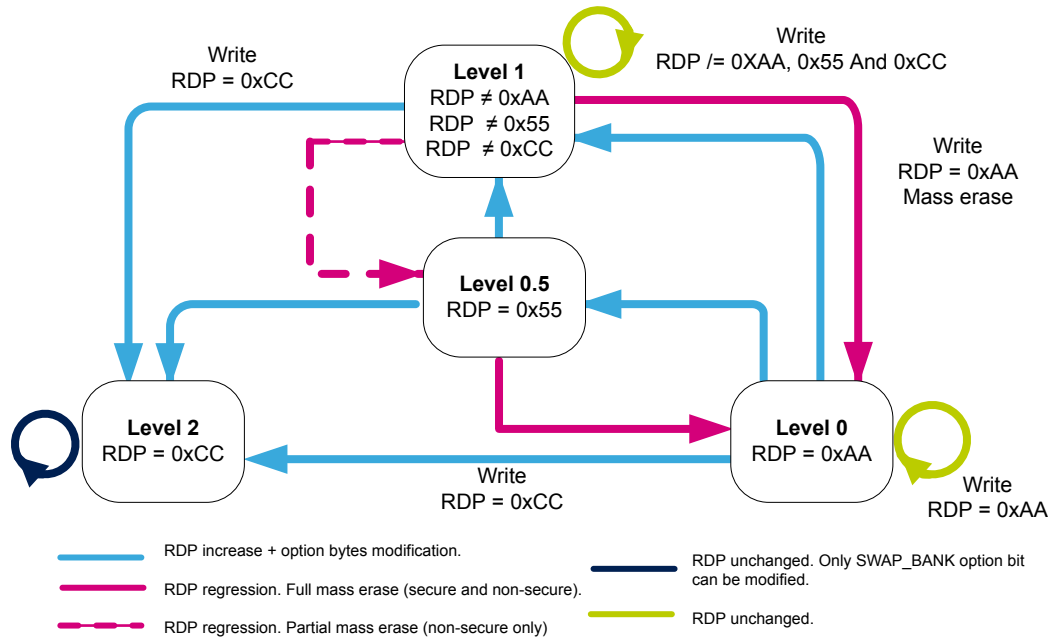 Write
RDP = 0xCC
Level 1
RDP ≠ 0xAA
RDP ≠ 0x55
RDP ≠ 0xCC
Write
RDP /= 0XAA, 0x55 And 0xCC
Write
RDP = 0xAA
Mass erase
Level 0.5
RDP = 0x55
Level 2
RDP = 0xCC
Level 0
RDP = 0xAA
Write
RDP = 0xCC
Write
RDP = 0xAA
RDP increase + option bytes modification.
RDP regression. Full mass erase (secure and non-secure).
RDP regression. Partial mass erase (non-secure only)
RDP unchanged. Only SWAP_BANK option bit
can be modified.
RDP unchanged.